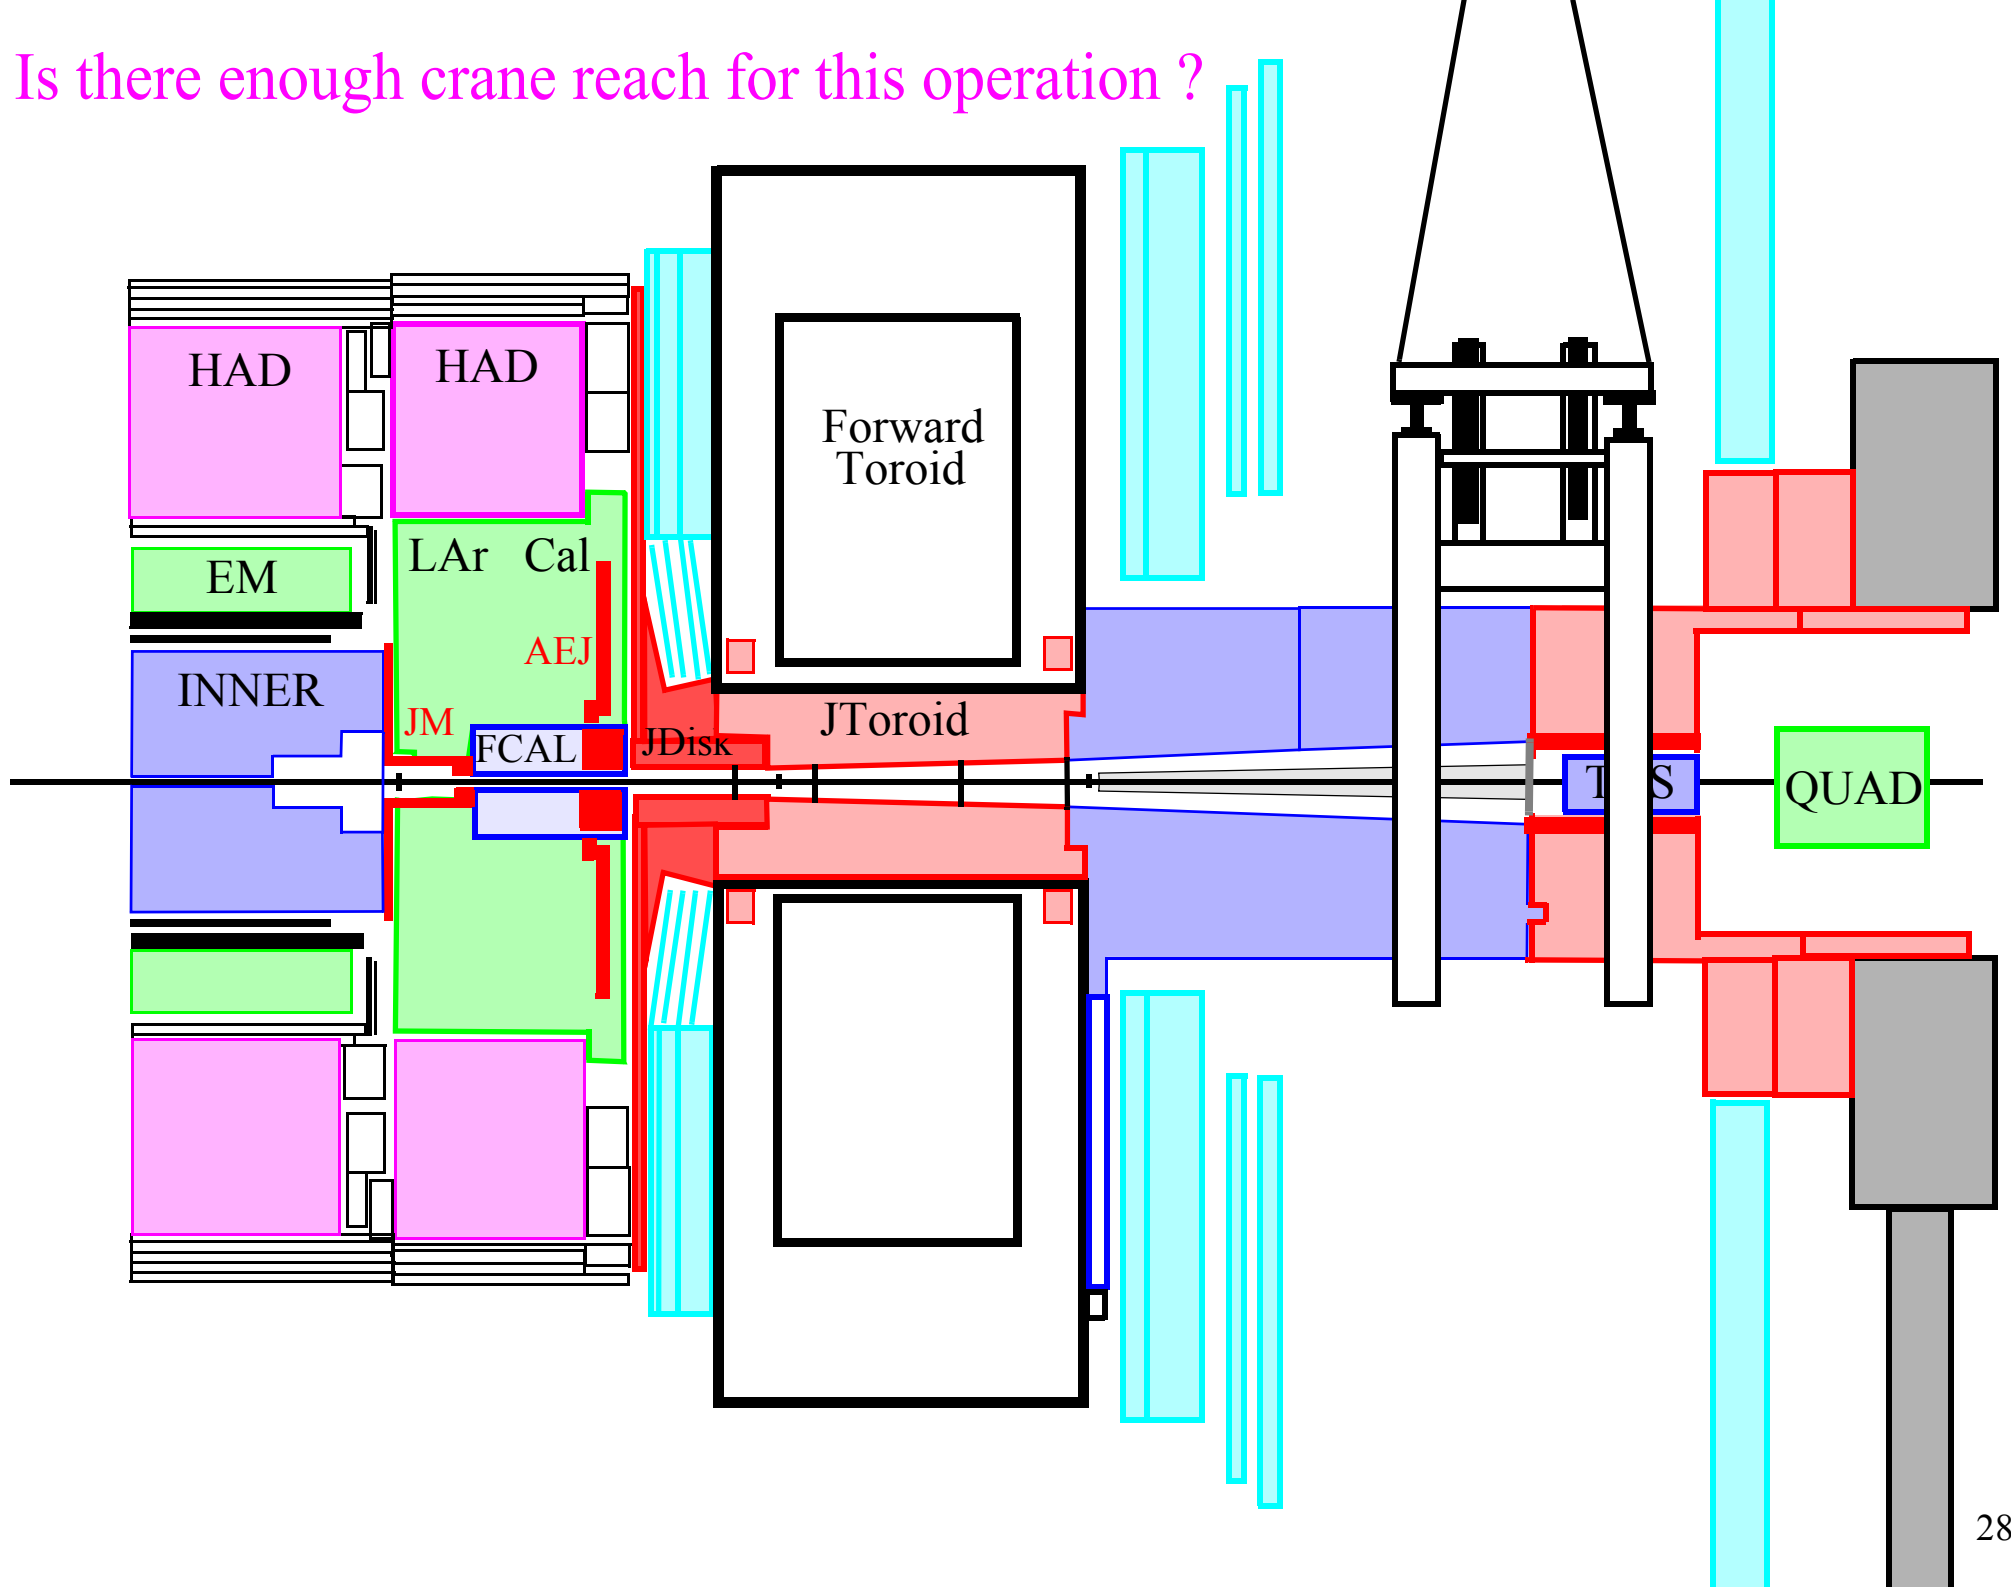 Is there enough crane reach for this operation ?
HAD
HAD
Forward
Toroid
LAr Cal
EM
AEJ
INNER
JM
FCAL
JDisk
JToroid
QUAD
28